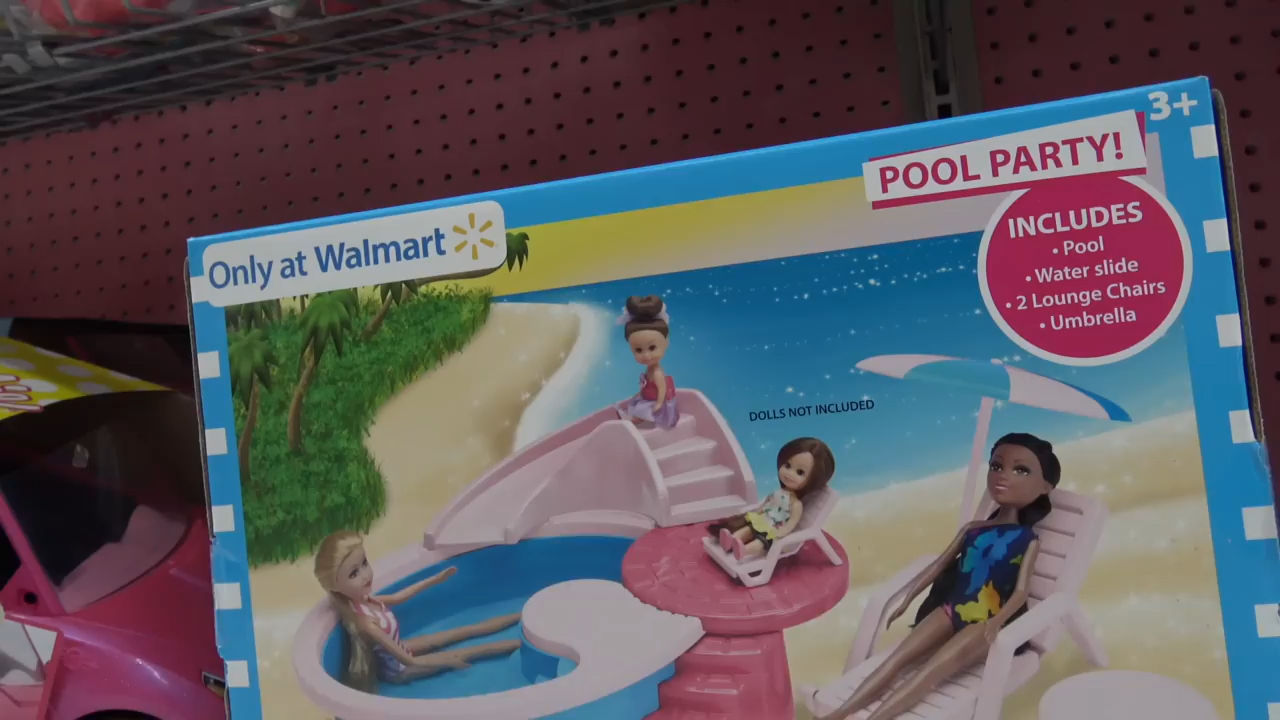 3+
POOL PARTY!
Only at Walmart
INCLUDES
• Pool
• Water slide
• 2 Lounge Chairs
• Umbrella
DOLLS NOT INCLUDED